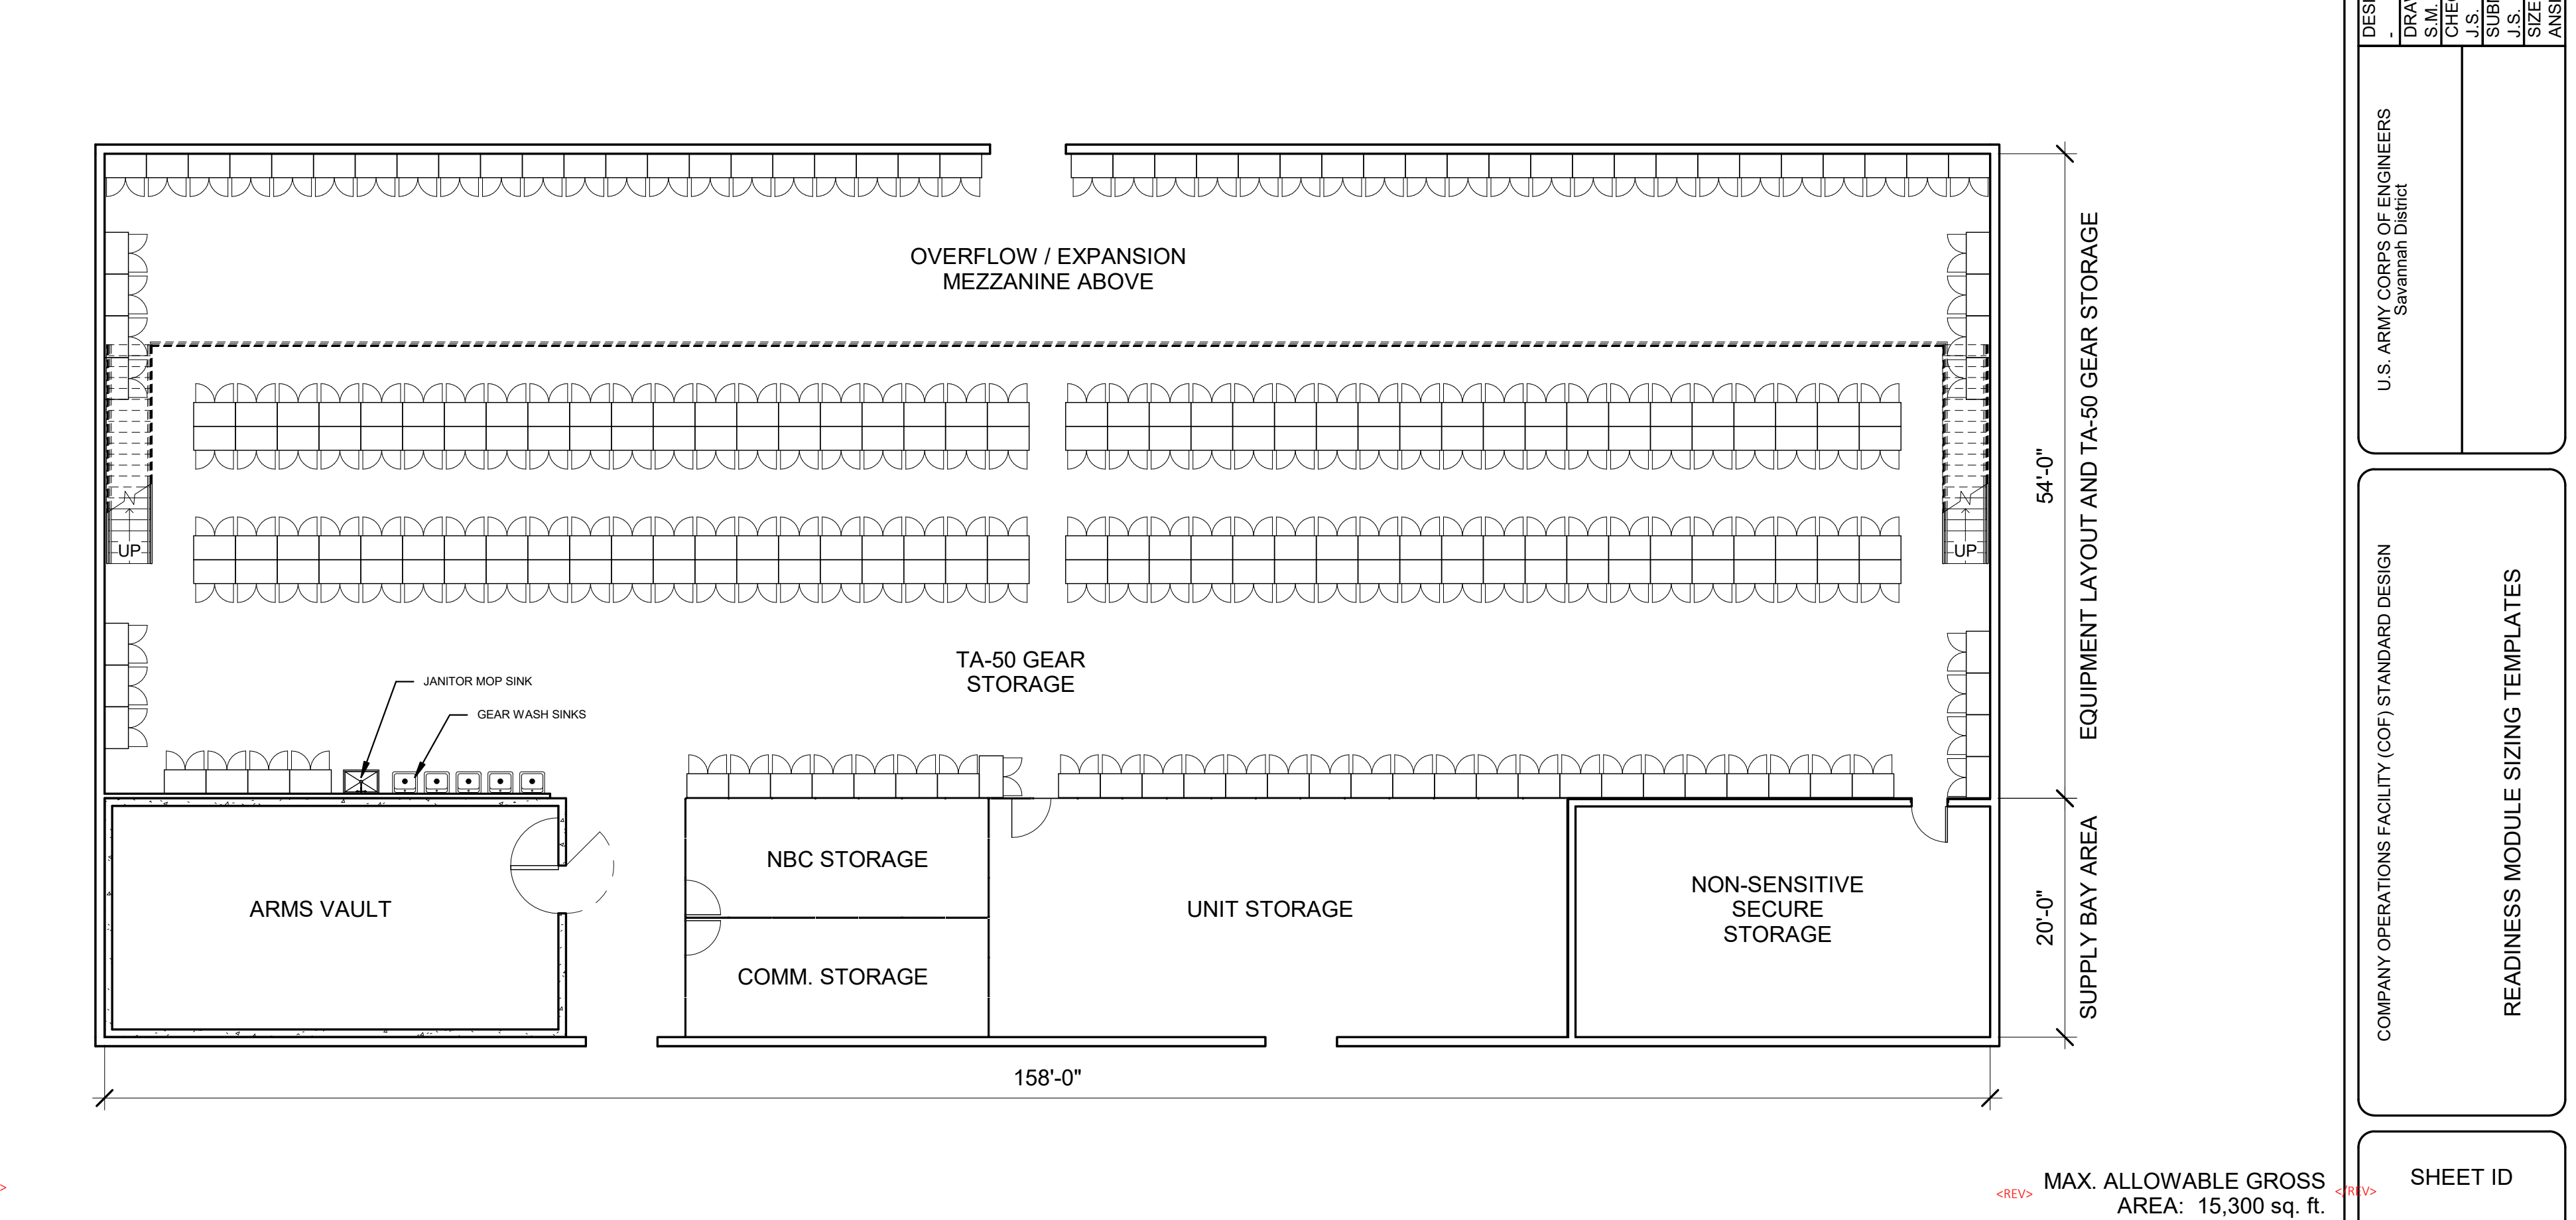 OVERFLOW / EXPANSION
MEZZANINE ABOVE
UP
UP
TA-50 GEAR
STORAGE
JANITOR MOP SINK
GEAR WASH SINKS
ARMS VAULT
NBC STORAGE
COMM. STORAGE
UNIT STORAGE
NON-SENSITIVE
SECURE
STORAGE
54'-0"
EQUIPMENT LAYOUT AND TA-50 GEAR STORAGE
20'-0"
SUPPLY BAY AREA
158'-0"
<REV>
MAX. ALLOWABLE GROSS
AREA: 15,300 sq. ft.
</REV>
-
S.M.
J.S.
J.S.
SIZE
U.S. ARMY CORPS OF ENGINEERS
Savannah District
COMPANY OPERATIONS FACILITY (COF) STANDARD DESIGN
READINESS MODULE SIZING TEMPLATES
SHEET ID